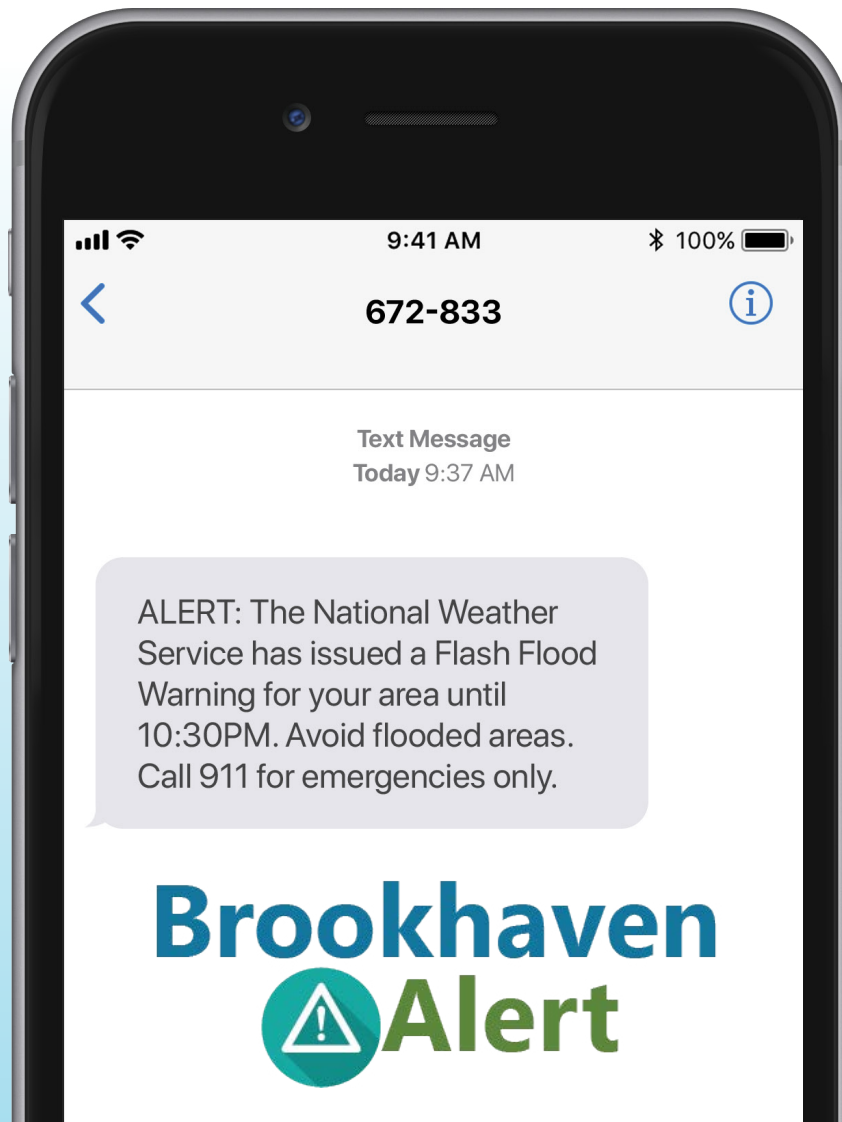 9:41 AM
100%
672-833
Text Message
Today 9:37 AM
ALERT: The National Weather
Service has issued a Flash Flood
Warning for your area until
10:30PM. Avoid flooded areas.
Call 911 for emergencies only.
Brookhaven
Alert